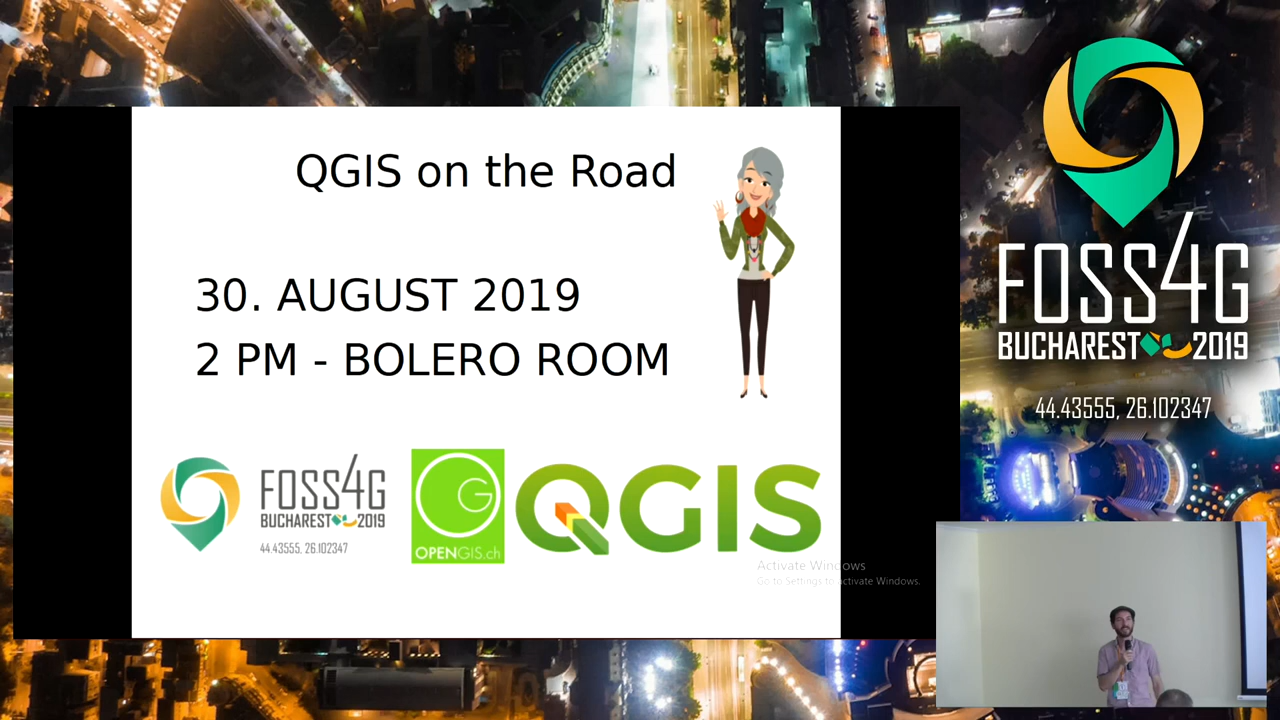 QGIS on the Road
30. AUGUST 2019
2 PM - BOLERO ROOM
FOSS4G
BUCHAREST 2019
44.43555, 26.102347
G
OPENGIS.ch
QGIS
Activate Windows
Go to Settings to activate Windows.
FOSS4G
BUCHAREST 2019
44.43555, 26.102347